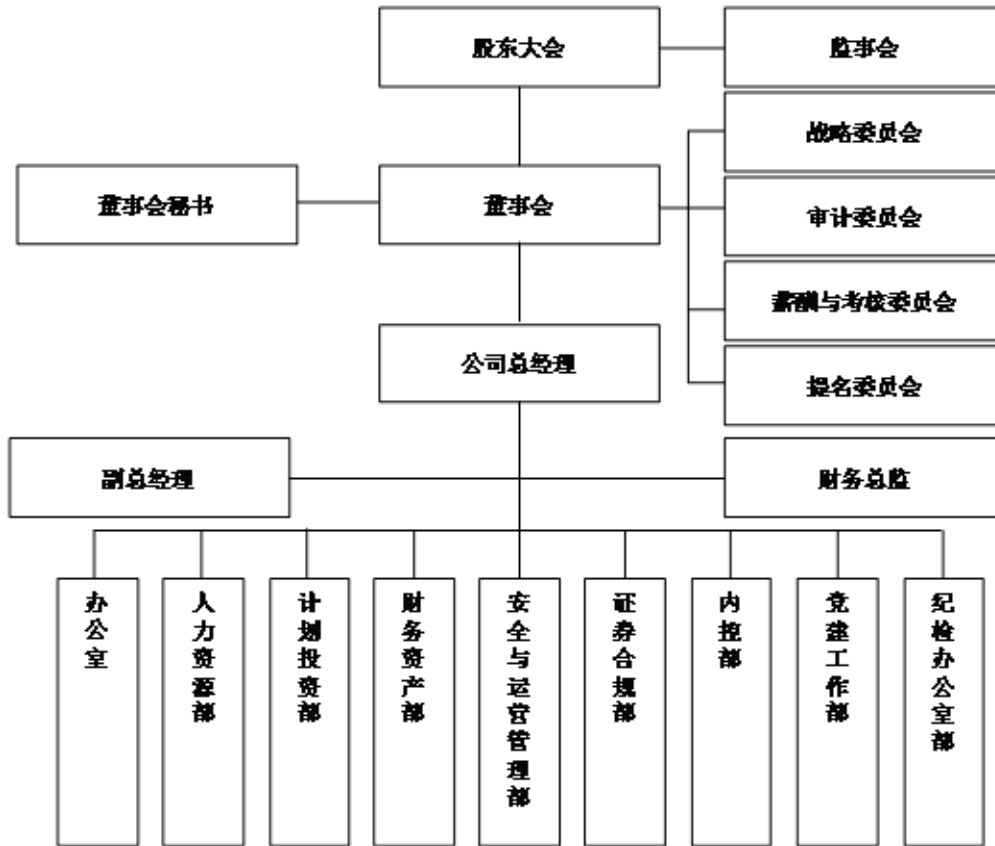 股东大会
监事会
战略委员会
董事会秘书
董事会
审计委员会
薪酬与考核委员会
公司总经理
提名委员会
副总经理
财务总监
办公室
人力资源部
计划投资部
财务资产部
安全与运营管理部
证券合规部
内控部
党建工作部
纪检办公室部